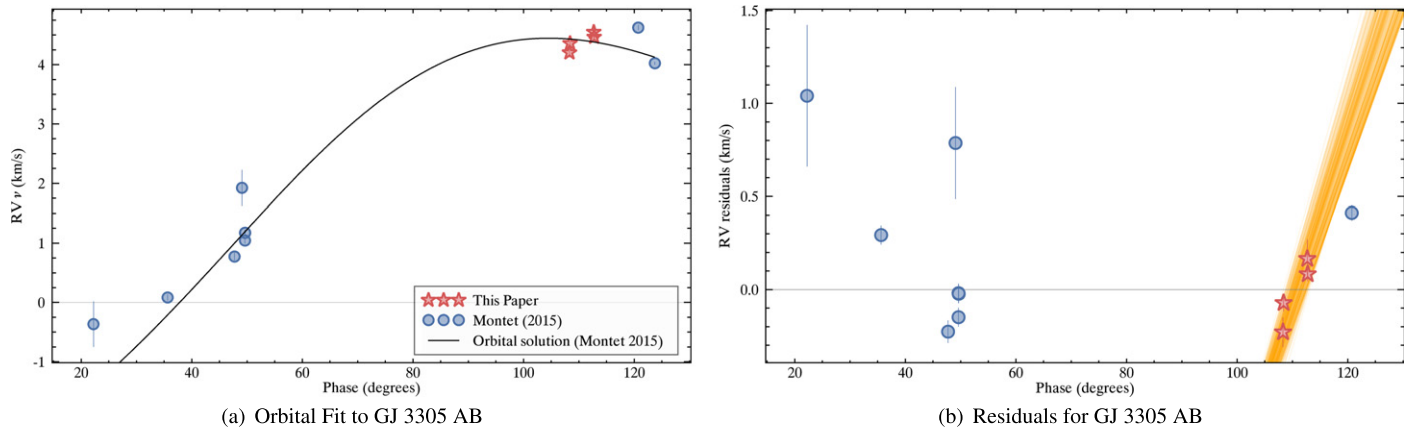 4
3
2
1
0
-1
RV v (km/s)
20 40 60 80 100 120
Phase (degrees)
This Paper
Montet (2015)
Orbital solution (Montet 2015)
(a) Orbital Fit to GJ 3305 AB
1.5
1.0
0.5
0.0
RV residuals (km/s)
20 40 60 80 100 120
Phase (degrees)
(b) Residuals for GJ 3305 AB